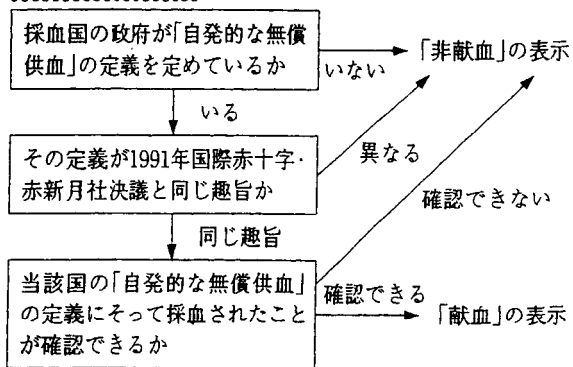 採血国の政府が「自発的な無償
供血」の定義を定めているか
いない
「非献血」の表示
いる
その定義が1991年国際赤十字·
赤新月社決議と同じ趣旨か
異なる
確認できない
同じ趣旨
当該国の「自発的な無償供血」
の定義にそって採血されたこと
が確認できるか
確認できる
「献血」の表示